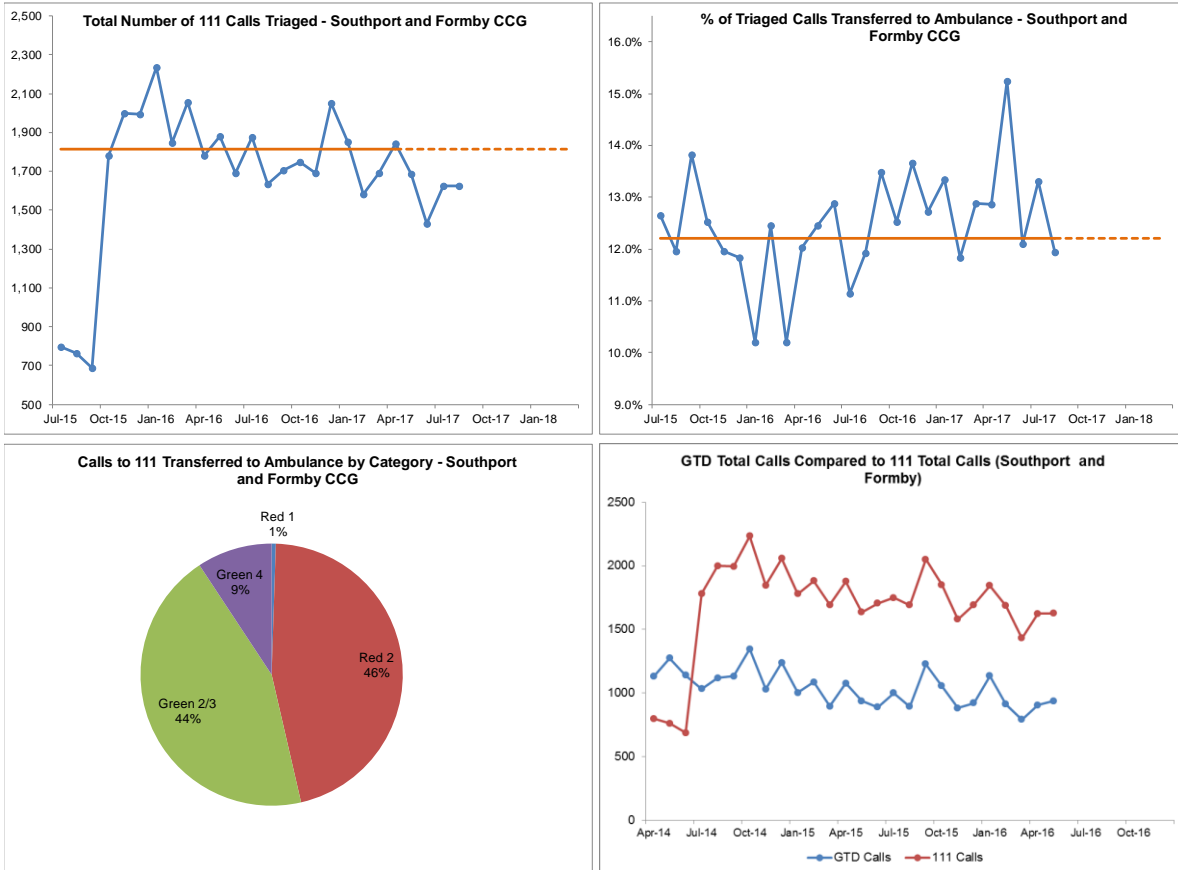 Total Number of 111 Calls Triaged - Southport and Formby CCG
2,500
2,300
2,100
1,900
1,700
1,500
1,300
1,100
900
700
500
Jul-15 Oct-15 Jan-16 Apr-16 Jul-16 Oct-16 Jan-17 Apr-17 Jul-17 Oct-17 Jan-18
% of Triaged Calls Transferred to Ambulance - Southport and
Formby CCG
16.0%
15.0%
14.0%
13.0%
12.0%
11.0%
10.0%
9.0%
Jul-15 Oct-15 Jan-16 Apr-16 Jul-16 Oct-16 Jan-17 Apr-17 Jul-17 Oct-17 Jan-18
Calls to 111 Transferred to Ambulance by Category - Southport
and Formby CCG
Red 1
1%
Green 4
9%
Red 2
46%
Green 2/3
44%
GTD Total Calls Compared to 111 Total Calls (Southport and
Formby)
2500
2000
1500
1000
500
0
Apr-14 Jul-14 Oct-14 Jan-15 Apr-15 Jul-15 Oct-15 Jan-16 Apr-16 Jul-16 Oct-16
GTD Calls 111 Calls